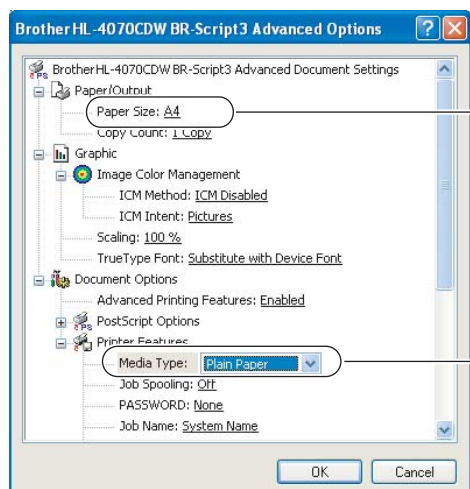 Brother HL-4070CDW BR-Script3 Advanced Options
Brother HL-4070CDW BR-Script3 Advanced Document Settings
Paper/Output
Paper Size: A4
Copy Count: 1 Copy
Graphic
Image Color Management
ICM Method: ICM Disabled
ICM Intent: Pictures
Scaling: 100 %
TrueType Font: Substitute with Device Font
Document Options
Advanced Printing Features: Enabled
PostScript Options
Printer Features
Media Type: Plain Paper
Job Spooling: Off
PASSWORD: None
Job Name: System Name
OK Cancel